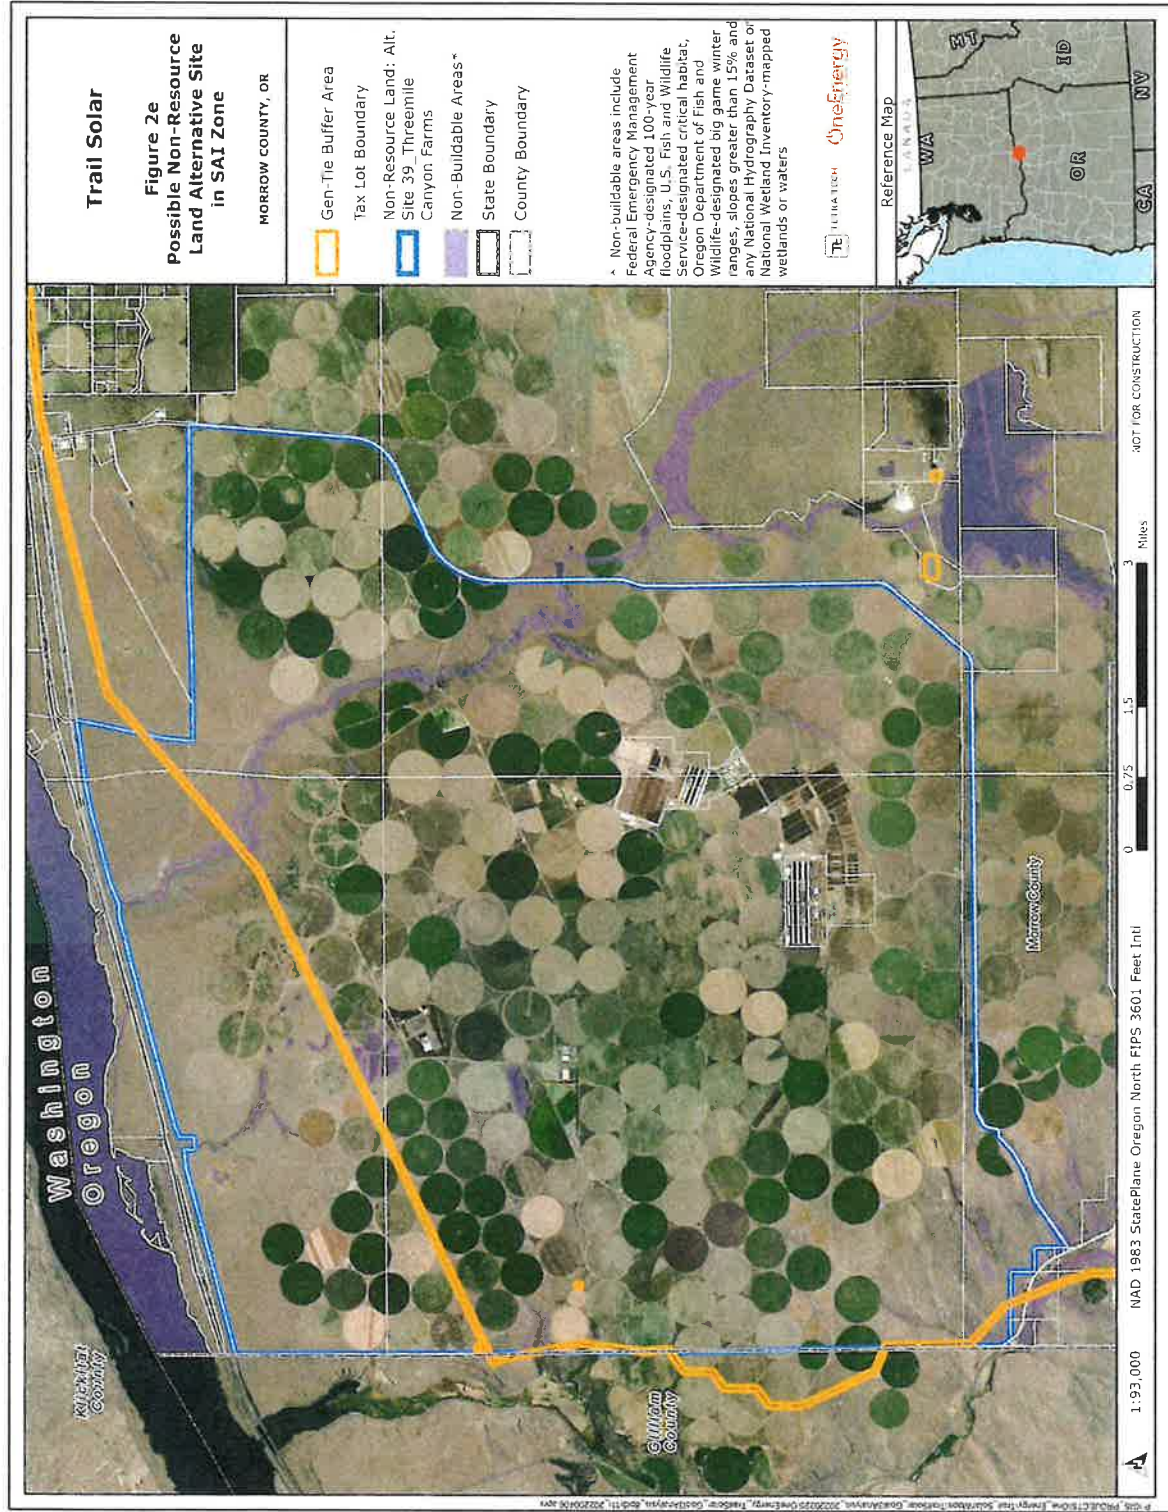 Trail Solar
Figure 2e
Possible Non-Resource
Land Alternative Site
in SAI Zone
MORROW COUNTY, OR
Gen-Tie Buffer Area
Tax Lot Boundary
Non-Resource Land: Alt.
Site 39_Threemile
Canyon Farms
Non-Buildable Areas*
State Boundary
County Boundary
* Non-buildable areas include
Federal Emergency Management
Agency-designated 100-year
floodplains, U.S. Fish and Wildlife
Service-designated critical habitat,
Oregon Department of Fish and
Wildlife-designated big game winter
ranges, slopes greater than 15% and
any National Hydrography Dataset or
National Wetland Inventory-mapped
wetlands or waters
Tt TETRA TECH OneEnergy
Reference Map
CANADA
WA
MT
OR
ID
CA
NV
Washington
Oregon
Klickitat
County
Gilliam
County
Morrow County
1:93,000
NAD 1983 StatePlane Oregon North FIPS 3601 Feet Intl
0 0.75 1.5 3
Miles
NOT FOR CONSTRUCTION